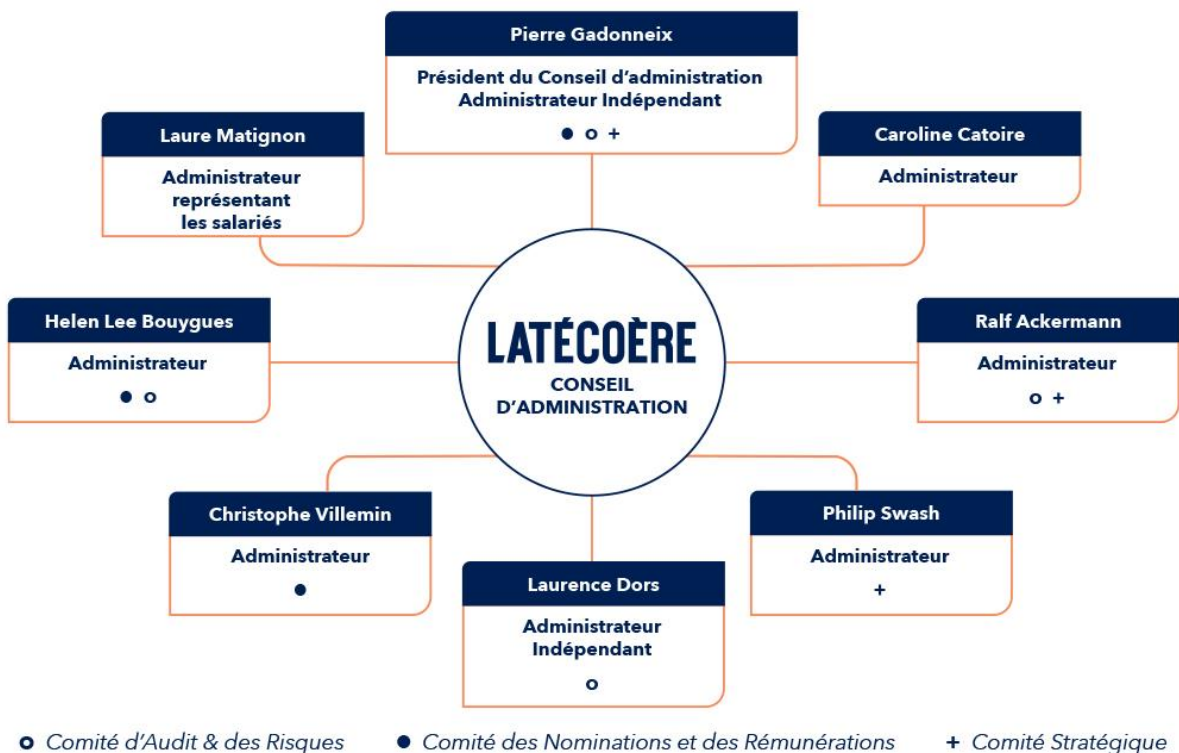 Pierre Gadonneix
Président du Conseil d'administration
Administrateur Indépendant
● o +
Laure Matignon
Administrateur
représentant
les salariés
Caroline Catoire
Administrateur
Helen Lee Bouygues
Administrateur
● o
LATÉCOÈRE
CONSEIL
D'ADMINISTRATION
Ralf Ackermann
Administrateur
o +
Christophe Villemin
Administrateur
●
Laurence Dors
Administrateur
Indépendant
o
Philip Swash
Administrateur
+
o Comité d'Audit & des Risques ● Comité des Nominations et des Rémunérations + Comité Stratégique